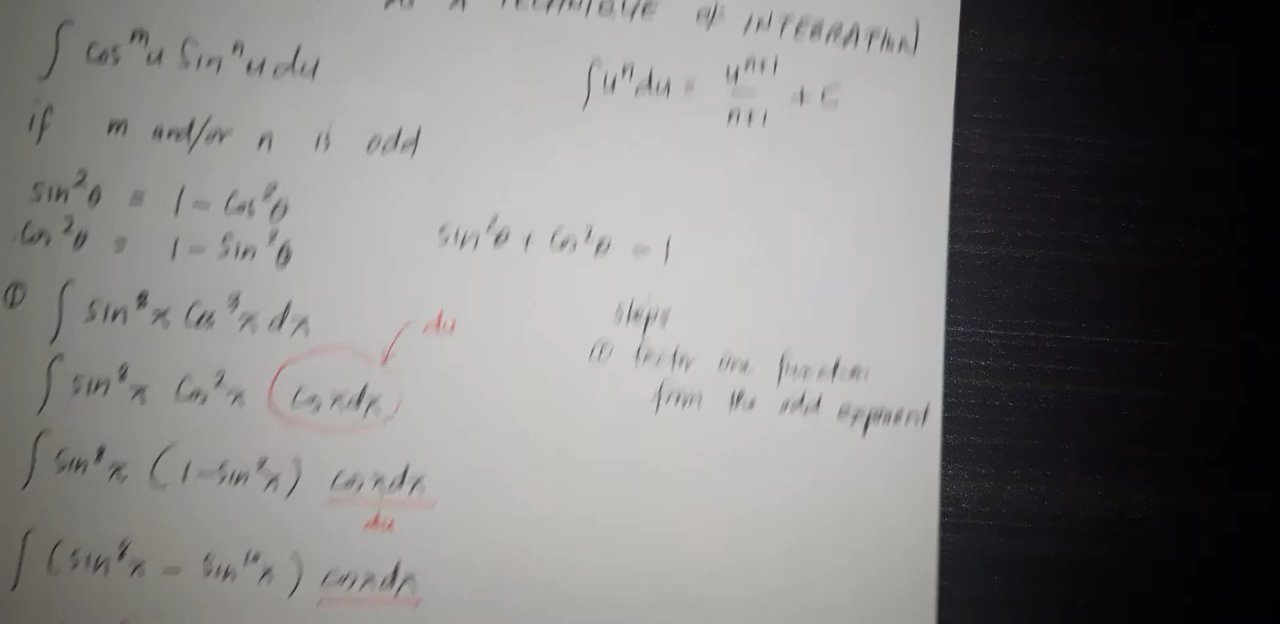 TECHNIQUE of INTEGRATION
∫ cos^m u sin^n u du
∫ u^n du = u^(n+1)/(n+1) + C
if m and/or n is odd
sin²θ = 1 - cos²θ
cos²θ = 1 - sin²θ
sin²θ + cos²θ = 1
① ∫ sin⁸x cos³x dx
du
∫ sin⁸x cos²x (cosxdx)
steps
① factor one function
from the odd exponent
∫ sin⁸x (1-sin²x) cosxdx
du
∫ (sin⁸x - sin¹⁰x) cosxdx